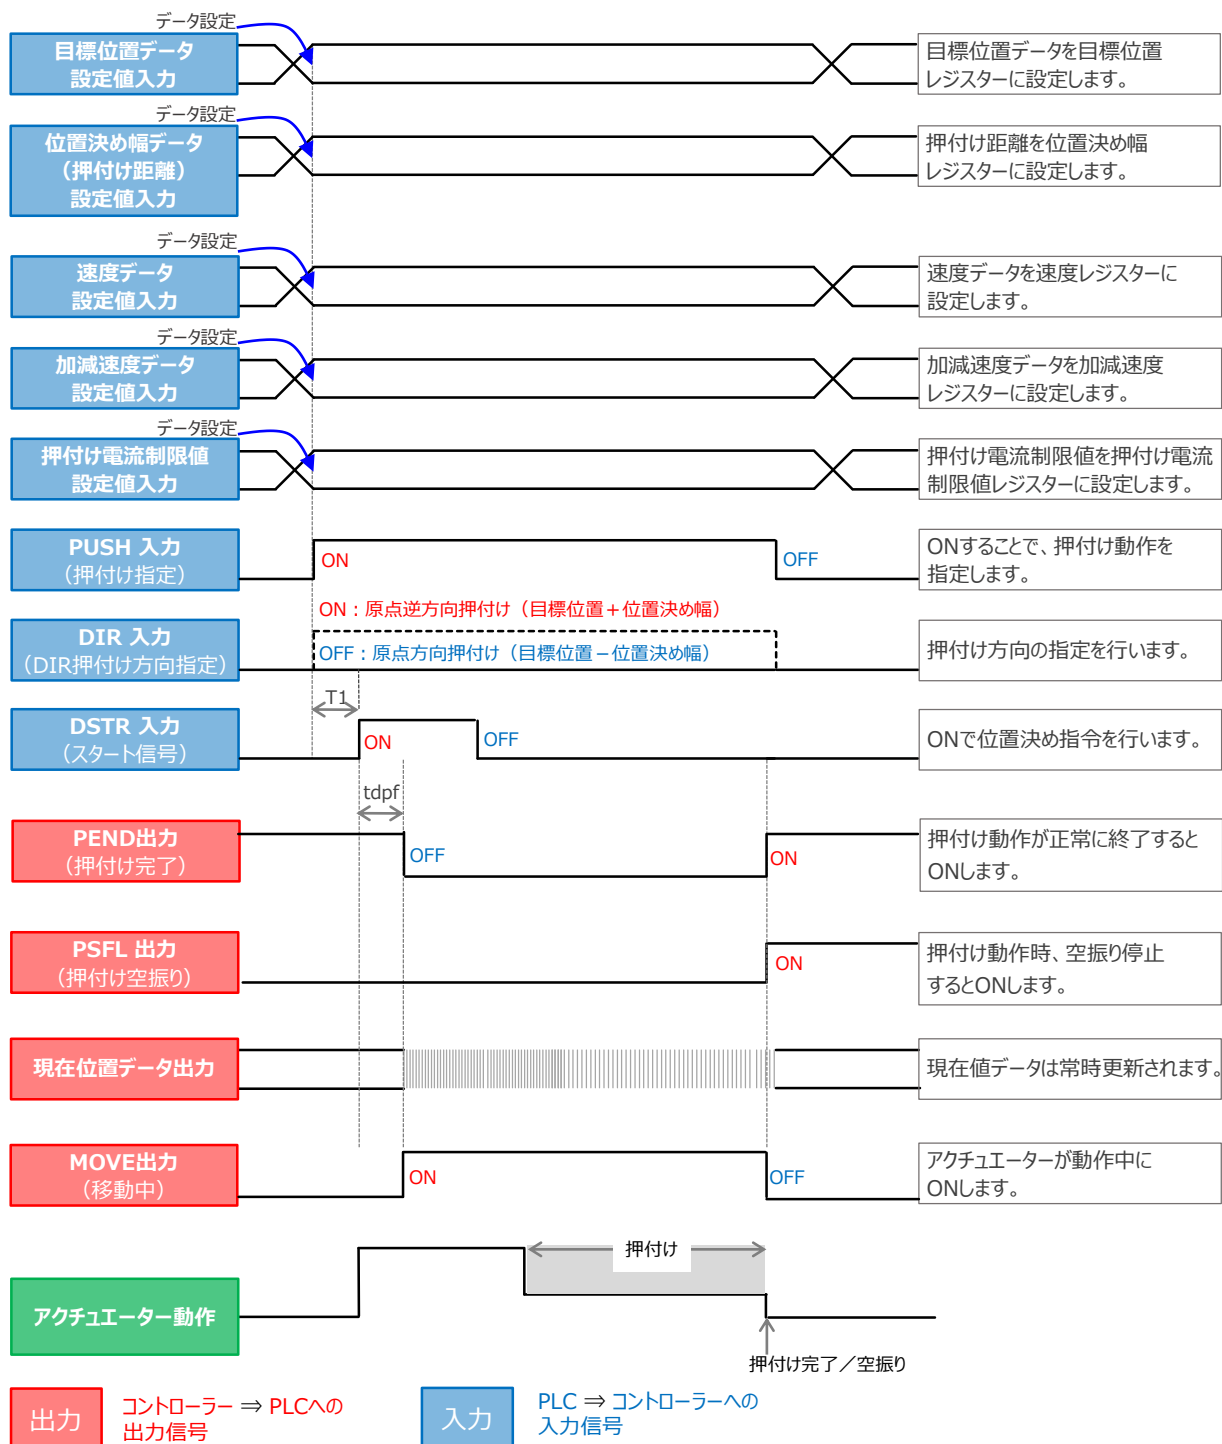 データ設定
目標位置データ
設定値入力
目標位置データを目標位置
レジスターに設定します。
データ設定
位置決め幅データ
（押付け距離）
設定値入力
押付け距離を位置決め幅
レジスターに設定します。
データ設定
速度データ
設定値入力
速度データを速度レジスターに
設定します。
データ設定
加減速度データ
設定値入力
加減速度データを加減速度
レジスターに設定します。
データ設定
押付け電流制限値
設定値入力
押付け電流制限値を押付け電流
制限値レジスターに設定します。
PUSH 入力
（押付け指定）
ON
OFF
ONすることで、押付け動作を
指定します。
ON：原点逆方向押付け（目標位置＋位置決め幅）
DIR 入力
（DIR押付け方向指定）
OFF：原点方向押付け（目標位置－位置決め幅）
押付け方向の指定を行います。
T1
DSTR 入力
（スタート信号）
ON
OFF
ONで位置決め指令を行います。
tdpf
PEND出力
（押付け完了）
OFF
ON
押付け動作が正常に終了すると
ONします。
PSFL 出力
（押付け空振り）
ON
押付け動作時、空振り停止
するとONします。
現在位置データ出力
現在値データは常時更新されます。
MOVE出力
（移動中）
ON
OFF
アクチュエーターが動作中に
ONします。
押付け
アクチュエーター動作
押付け完了／空振り
出力
コントローラー ⇒ PLCへの
出力信号
入力
PLC ⇒ コントローラーへの
入力信号